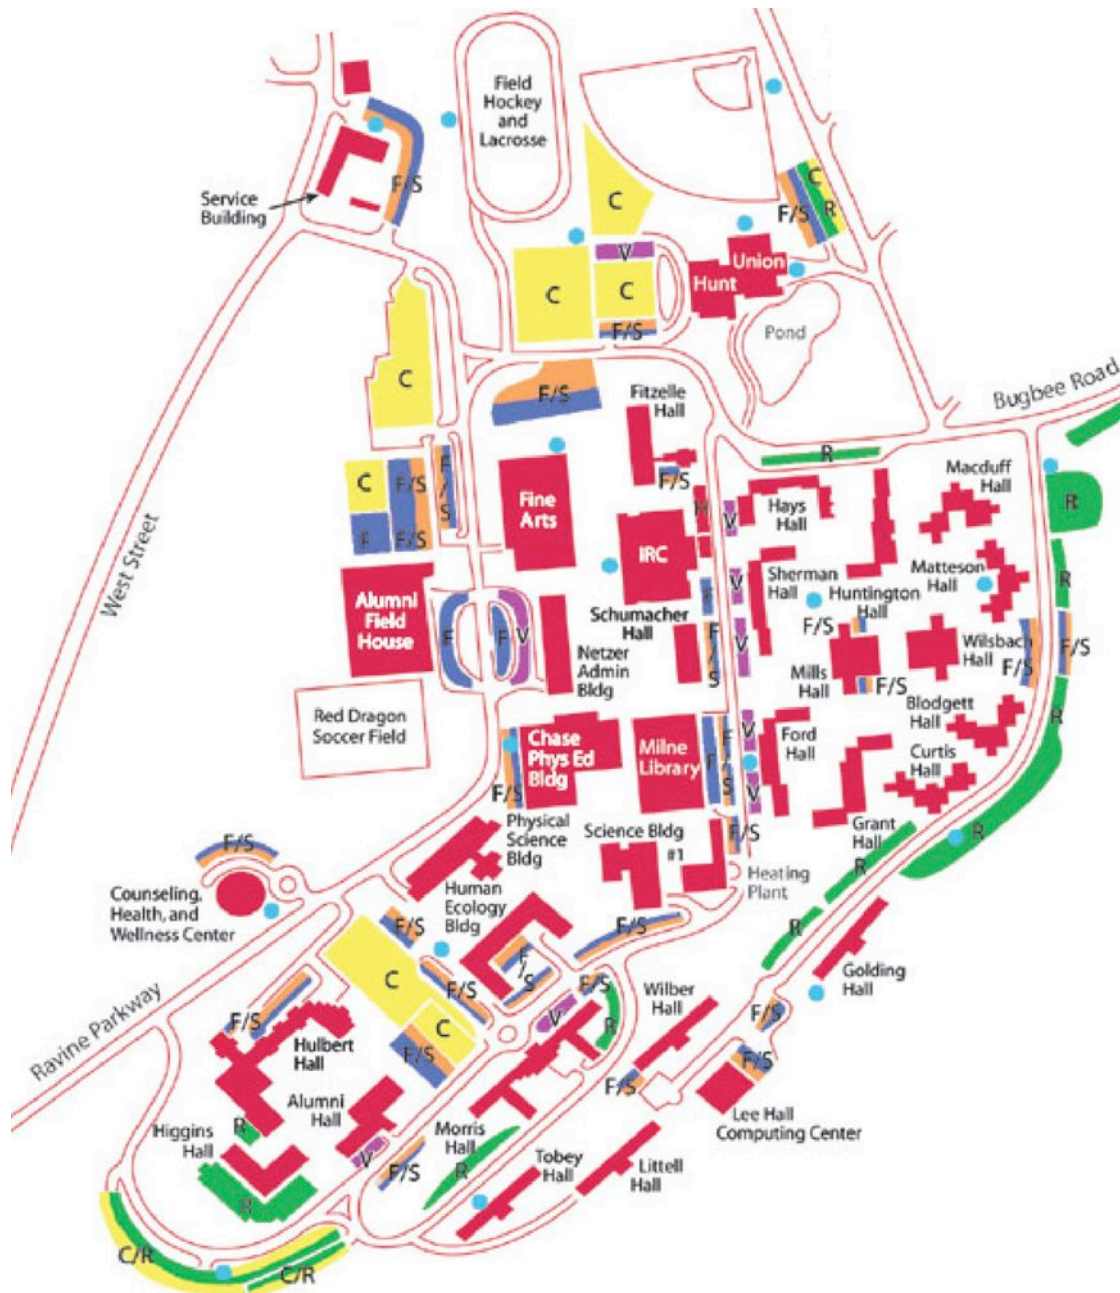 Field
Hockey
and
Lacrosse
Service
Building
F/S
C
C
R
F/S
V
C
C
F/S
Hunt
Union
Pond
C
F/S
Fitzelle
Hall
F/S
Bugbee Road
R
R
Macduff
Hall
Hays
Hall
V
H
C
F/S
F/S
F
F/S
Fine
Arts
IRC
West Street
Alumni
Field
House
F
F
V
Schumacher
Hall
F
F/S
V
V
Sherman
Hall
Huntington
Hall
F/S
Matteson
Hall
R
Netzer
Admin
Bldg
Mills
Hall
F/S
Wilsbach
Hall
F/S
F/S
Red Dragon
Soccer Field
Chase
Phys Ed
Bldg
Milne
Library
F/S
F/S
V
V
Ford
Hall
Blodgett
Hall
Curtis
Hall
R
F/S
Physical
Science
Bldg
Science Bldg
#1
F/S
Grant
Hall
R
R
Heating
Plant
F/S
Counseling,
Health, and
Wellness Center
Human
Ecology
Bldg
F/S
F/S
R
Golding
Hall
C
F/S
F/S
F/S
V
R
Wilber
Hall
F/S
F/S
Ravine Parkway
F/S
Hulbert
Hall
C
F/S
F/S
Lee Hall
Computing Center
Alumni
Hall
Higgins
Hall
R
V
F/S
Morris
Hall
R
Tobey
Hall
Littell
Hall
R
C/R
C/R